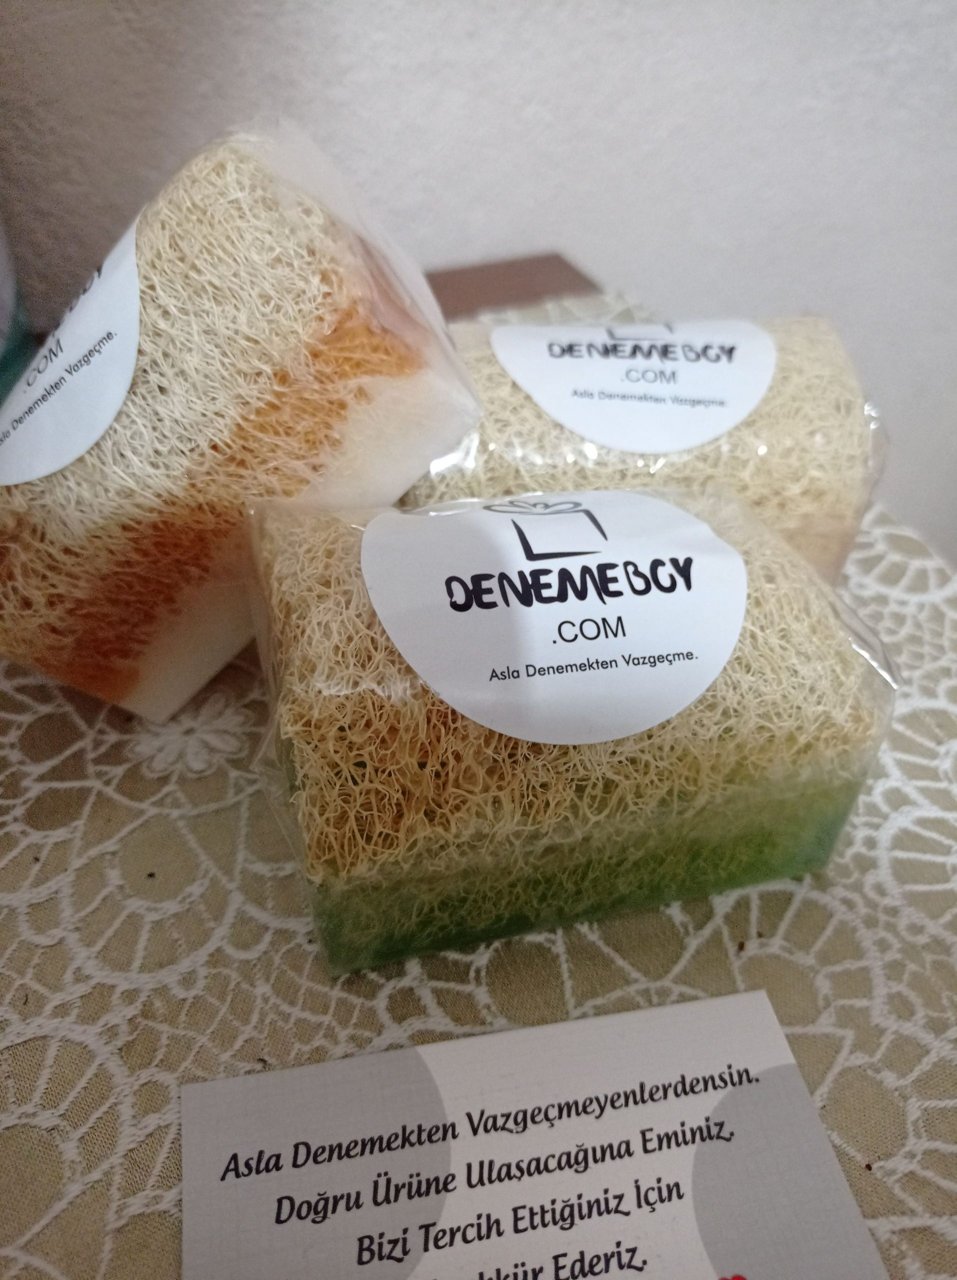 .COM
Asla Denemekten Vazgeçme.
DENEMEBOY
.COM
Asla Denemekten Vazgeçme.
DENEMEBOY
.COM
Asla Denemekten Vazgeçme.
Asla Denemekten Vazgeçmeyenlerdensin.
Doğru Ürüne Ulaşacağına Eminiz.
Bizi Tercih Ettiğiniz İçin
Ederiz.